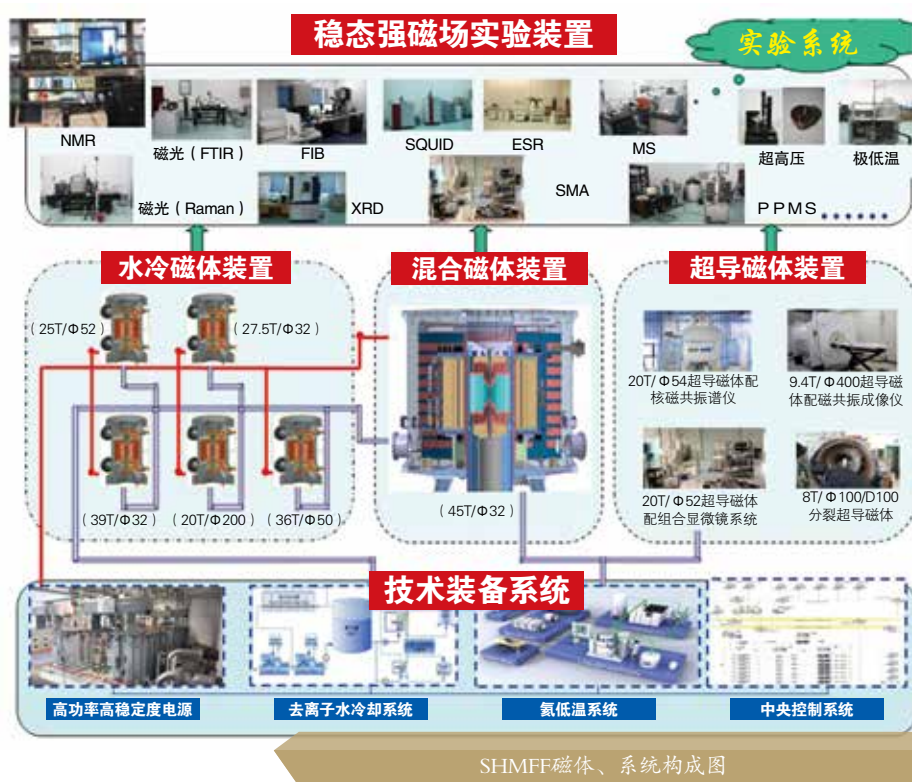 稳态强磁场实验装置
实验系统
NMR
磁光（FTIR）
FIB
SQUID
ESR
MS
超高压
极低温
磁光（Raman）
XRD
SMA
PPMS......
水冷磁体装置
混合磁体装置
超导磁体装置
（25T/Φ52）
（27.5T/Φ32）
（39T/Φ32）
（20T/Φ200）
（36T/Φ50）
（45T/Φ32）
20T/Φ54超导磁体配
核磁共振谱仪
9.4T/Φ400超导磁
体配磁共振成像仪
20T/Φ52超导磁体
配组合显微镜系统
8T/Φ100/D100
分裂超导磁体
技术装备系统
高功率高稳定度电源
去离子水冷却系统
氦低温系统
中央控制系统
SHMFF磁体、系统构成图